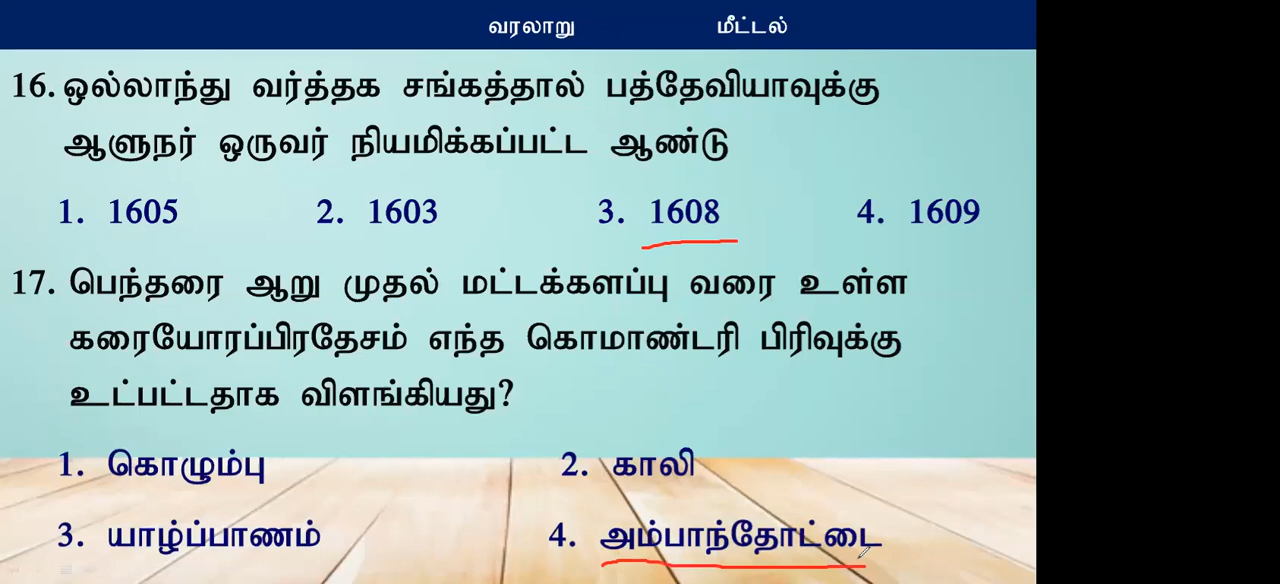 வரலாறு மீட்டல்
16. ஒல்லாந்து வர்த்தக சங்கத்தால் பத்தேவியாவுக்கு
ஆளுநர் ஒருவர் நியமிக்கப்பட்ட ஆண்டு
1. 1605 2. 1603 3. 1608 4. 1609
17. பெந்தரை ஆறு முதல் மட்டக்களப்பு வரை உள்ள
கரையோரப்பிரதேசம் எந்த கொமாண்டரி பிரிவுக்கு
உட்பட்டதாக விளங்கியது?
1. கொழும்பு 2. காலி
3. யாழ்ப்பாணம் 4. அம்பாந்தோட்டை